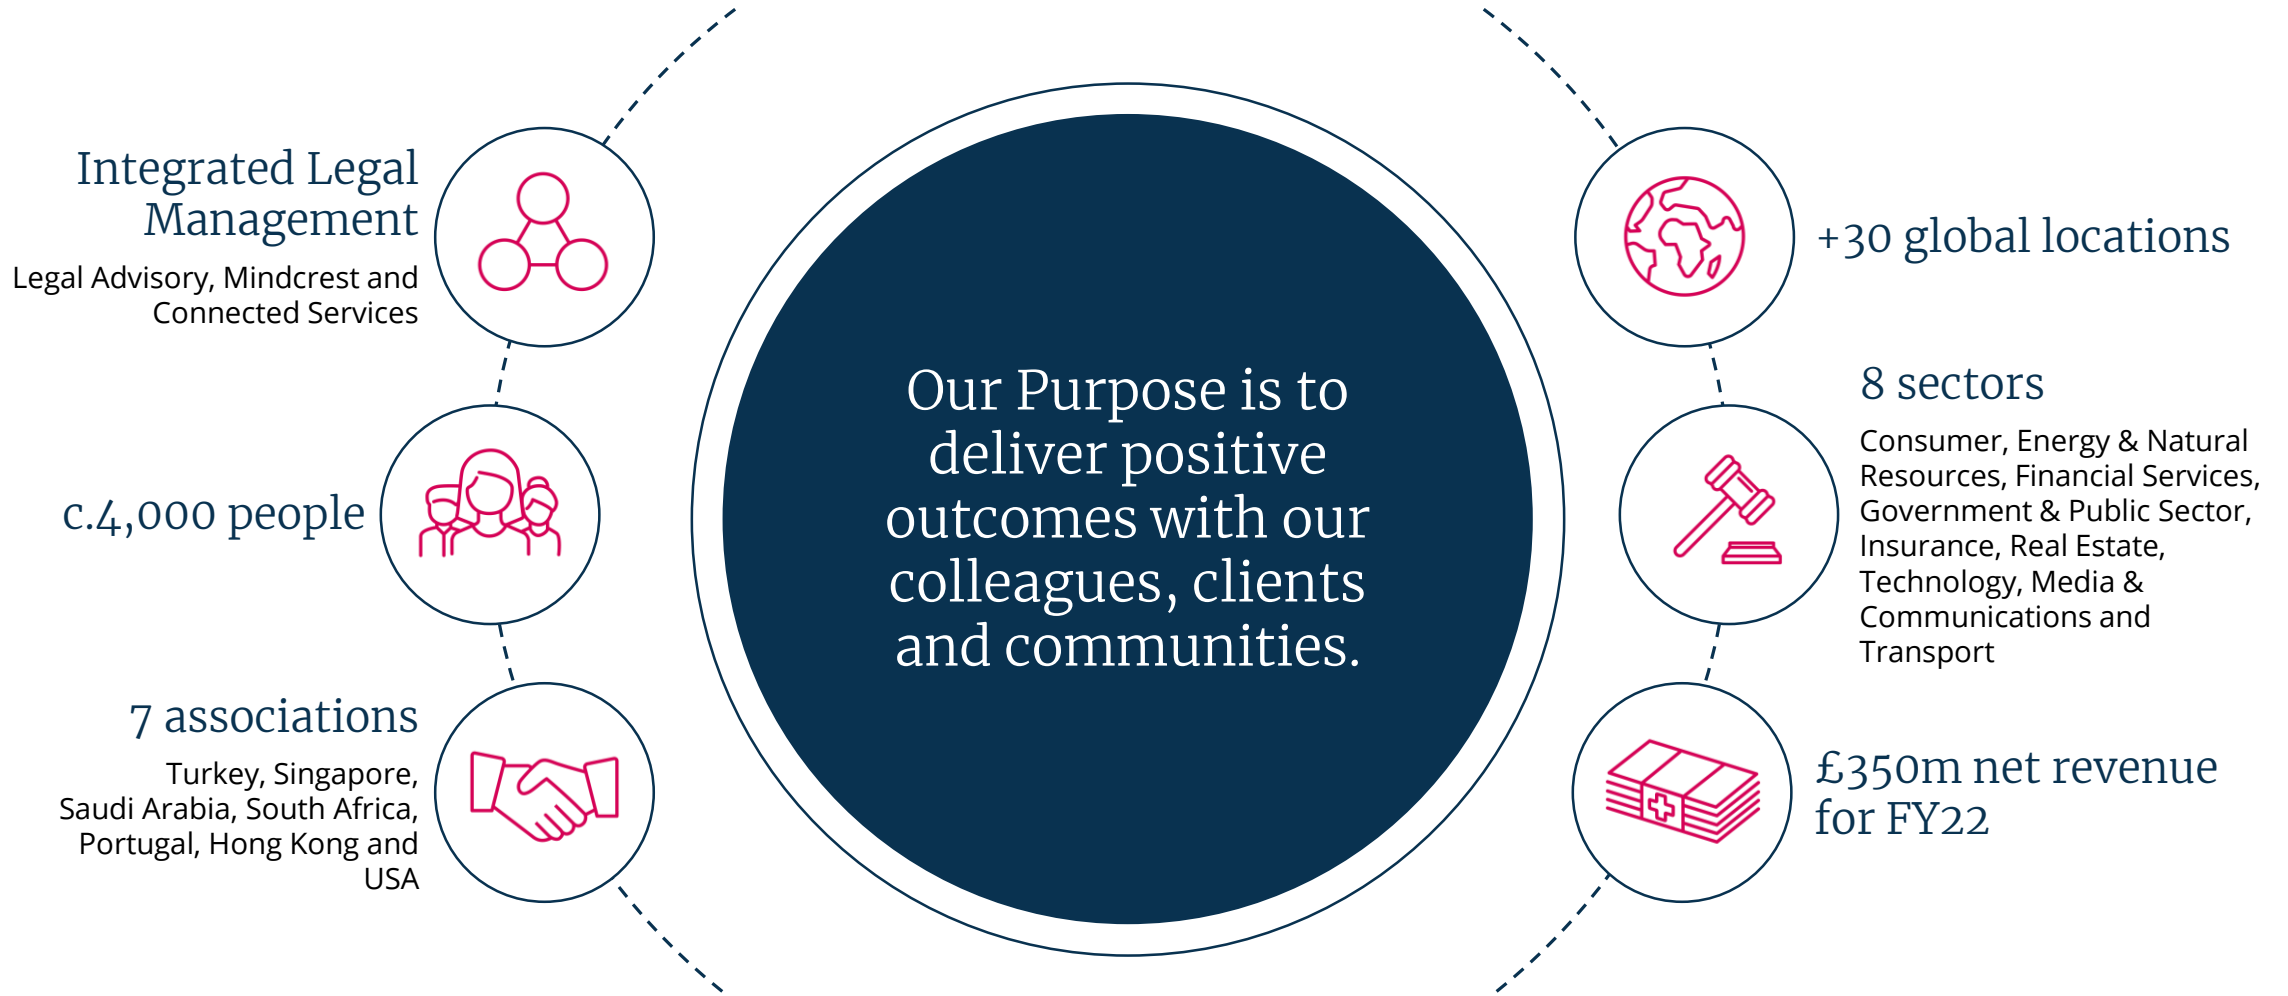 Integrated Legal
Management
Legal Advisory, Mindcrest and
Connected Services
c.4,000 people
7 associations
Turkey, Singapore,
Saudi Arabia, South Africa,
Portugal, Hong Kong and
USA
Our Purpose is to
deliver positive
outcomes with our
colleagues, clients
and communities.
+30 global locations
8 sectors
Consumer, Energy & Natural
Resources, Financial Services,
Government & Public Sector,
Insurance, Real Estate,
Technology, Media &
Communications and
Transport
£350m net revenue
for FY22